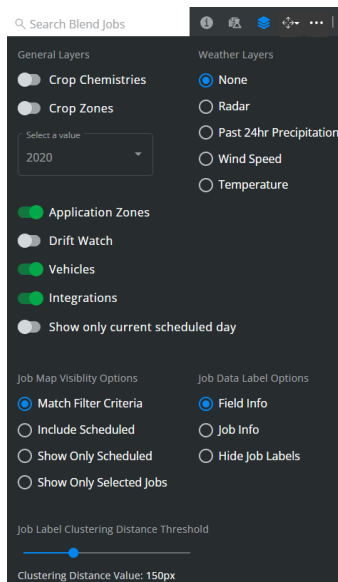 Search Blend Jobs
General Layers
Crop Chemistries
Crop Zones
Select a value
2020
Application Zones
Drift Watch
Vehicles
Integrations
Show only current scheduled day
Weather Layers
None
Radar
Past 24hr Precipitation
Wind Speed
Temperature
Job Map Visiblity Options
Match Filter Criteria
Include Scheduled
Show Only Scheduled
Show Only Selected Jobs
Job Data Label Options
Field Info
Job Info
Hide Job Labels
Job Label Clustering Distance Threshold
Clustering Distance Value: 150px